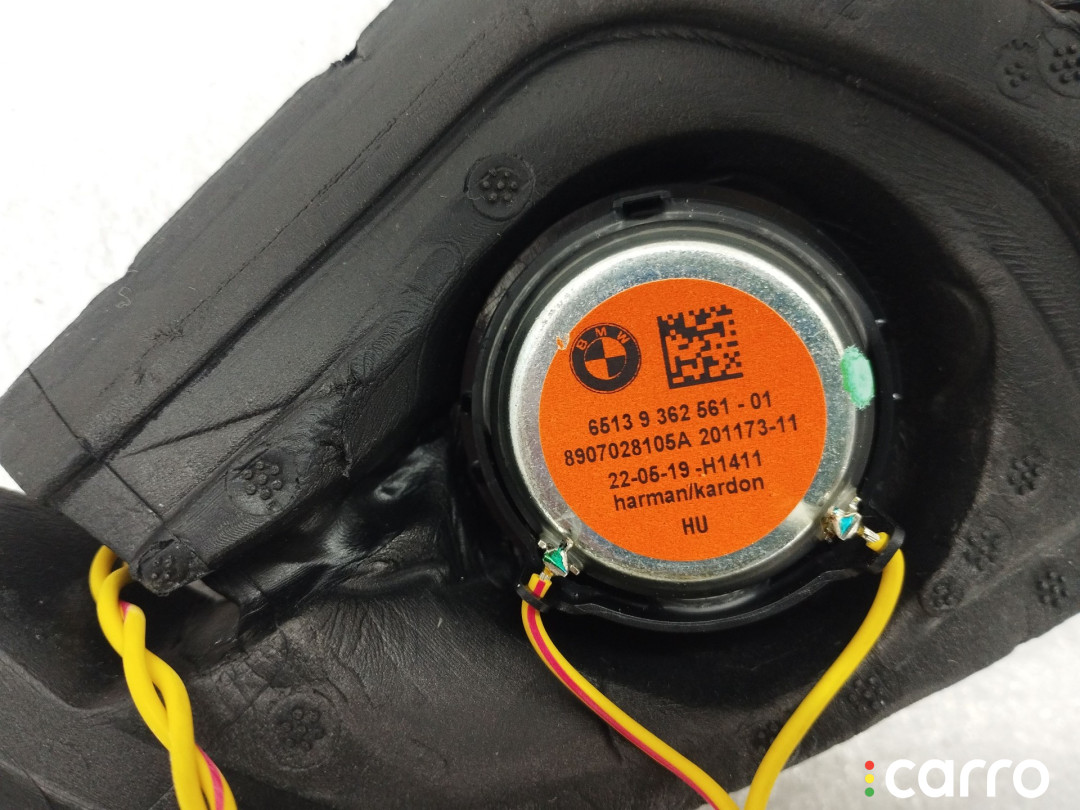 BMW
6513 9 362 561 - 01
8907028105A 201173-11
22-05-19 -H1411
harman/kardon
HU
carro